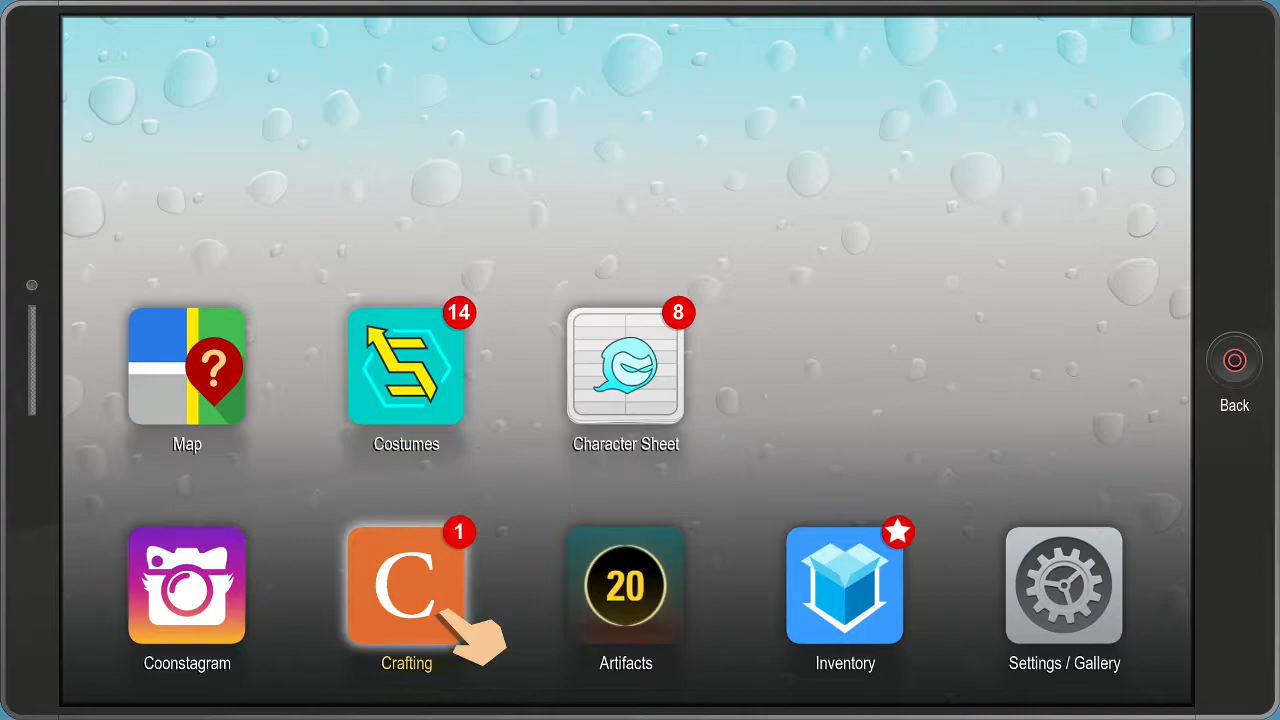 14
8
?
Map
Costumes
Character Sheet
Back
1
C
20
Coonstagram
Crafting
Artifacts
Inventory
Settings / Gallery